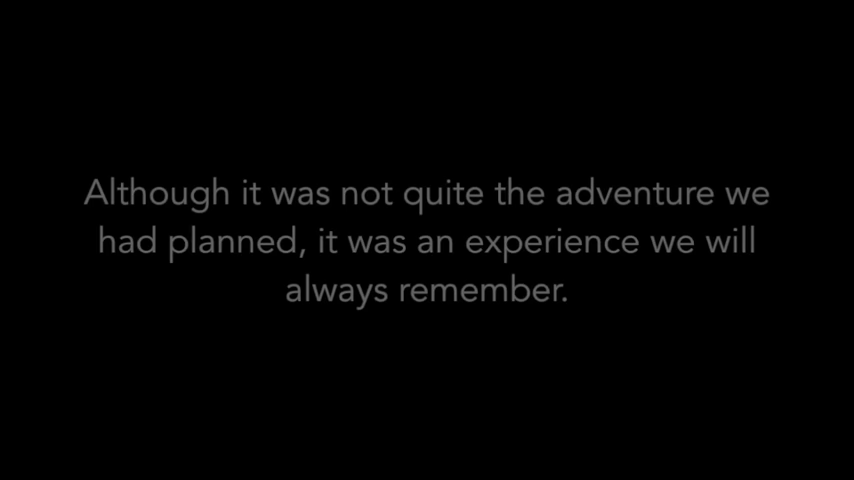 Although it was not quite the adventure we
had planned, it was an experience we will
always remember.